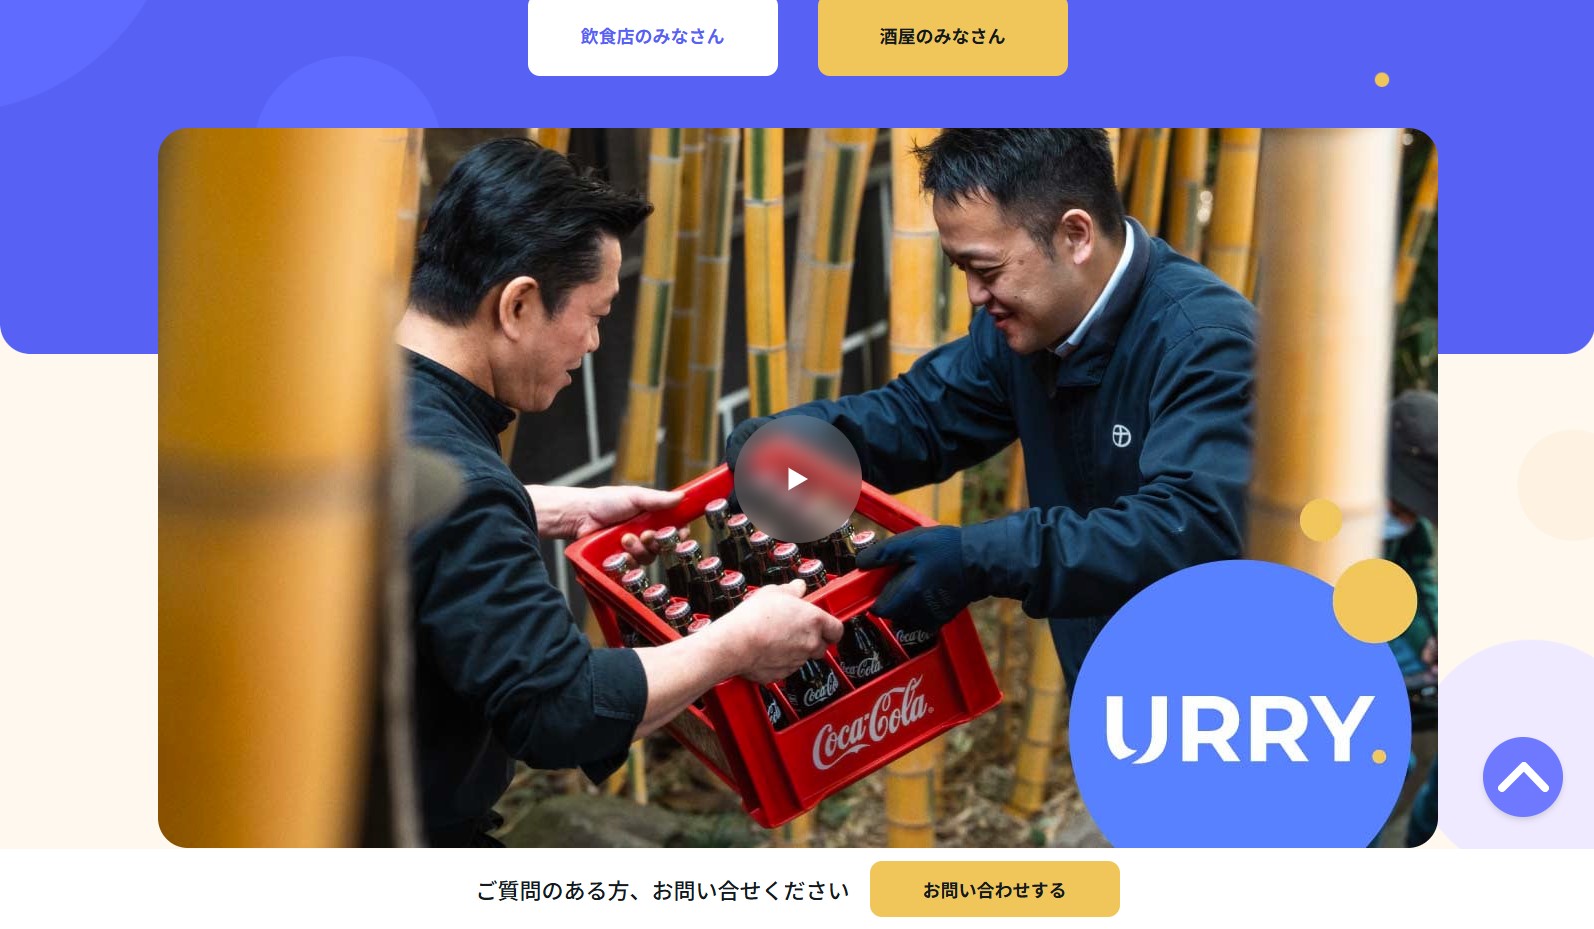 飲食店のみなさん
酒屋のみなさん
Coca-Cola
Coca-Cola
URRY.
ご質問のある方、お問い合せください
お問い合わせする